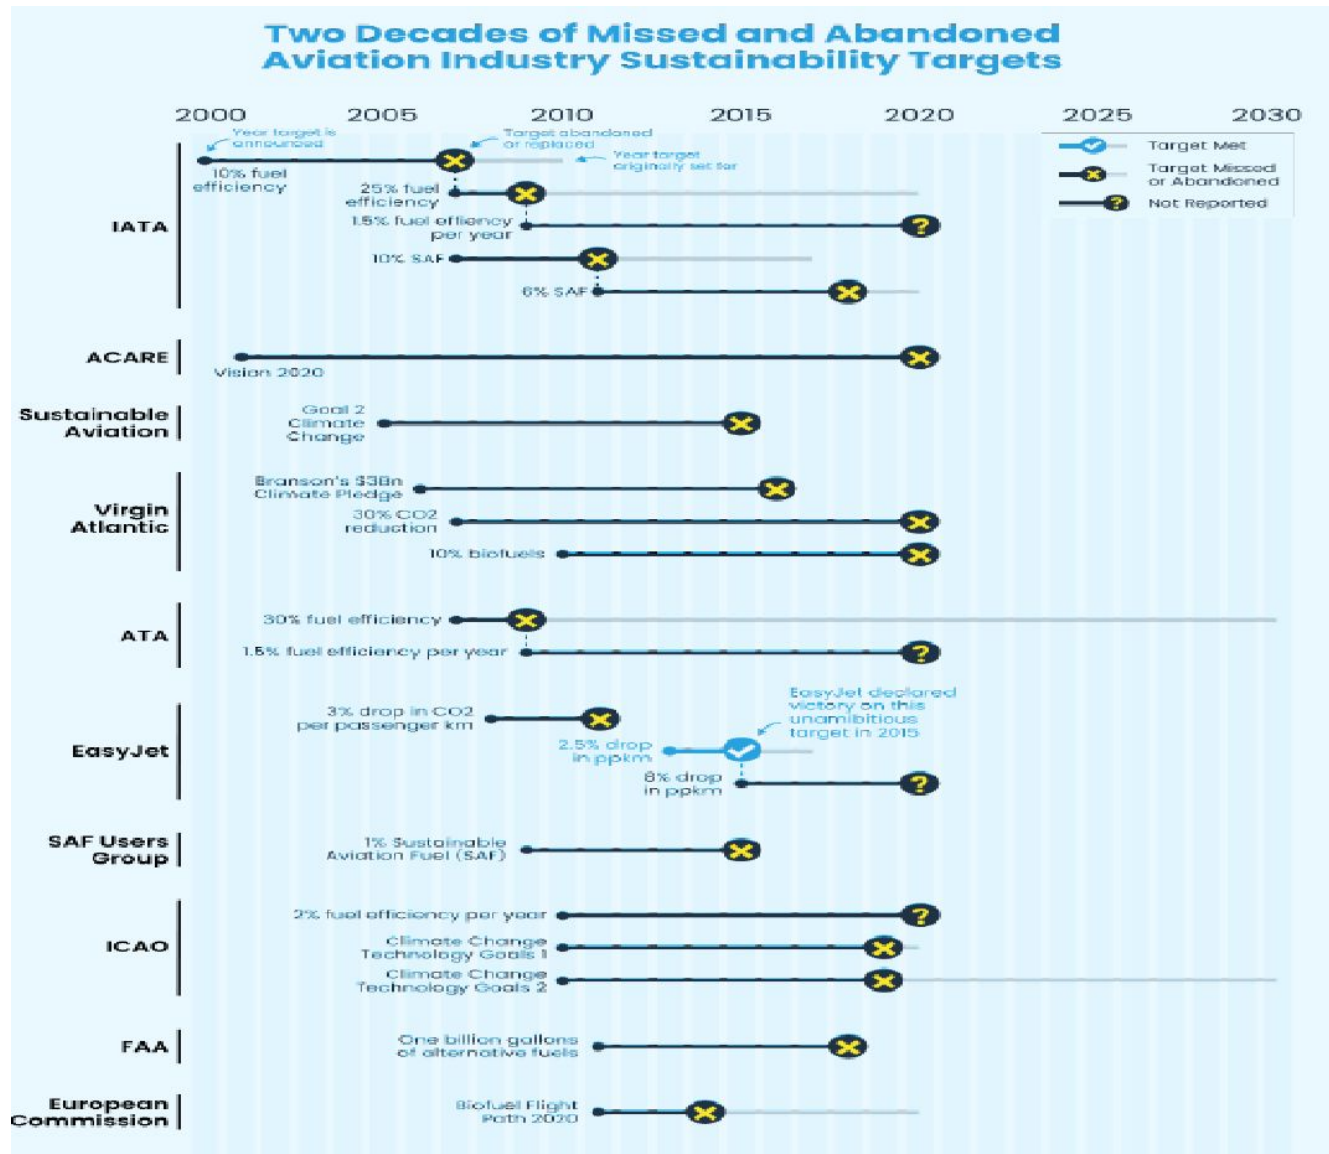 Two Decades of Missed and Abandoned
Aviation Industry Sustainability Targets
2000 2005 2010 2015 2020 2025 2030
Year target is
announced
Target abandoned
or replaced
Year target
originally set for
Target Met
Target Missed
or Abandoned
Not Reported
IATA
10% fuel
efficiency
25% fuel
efficiency
1.5% fuel effiency
per year
10% SAF
6% SAF
ACARE
Vision 2020
Sustainable
Aviation
Goal 2
Climate
Change
Virgin
Atlantic
Branson's $3Bn
Climate Pledge
30% CO2
reduction
10% biofuels
ATA
30% fuel efficiency
1.5% fuel efficiency per year
EasyJet
3% drop in CO2
per passenger km
2.5% drop
in ppkm
EasyJet declared
victory on this
unamibitious
target in 2015
8% drop
in ppkm
SAF Users
Group
1% Sustainable
Aviation Fuel (SAF)
ICAO
2% fuel efficiency per year
Climate Change
Technology Goals 1
Climate Change
Technology Goals 2
FAA
One billion gallons
of alternative fuels
European
Commission
Biofuel Flight
Path 2020